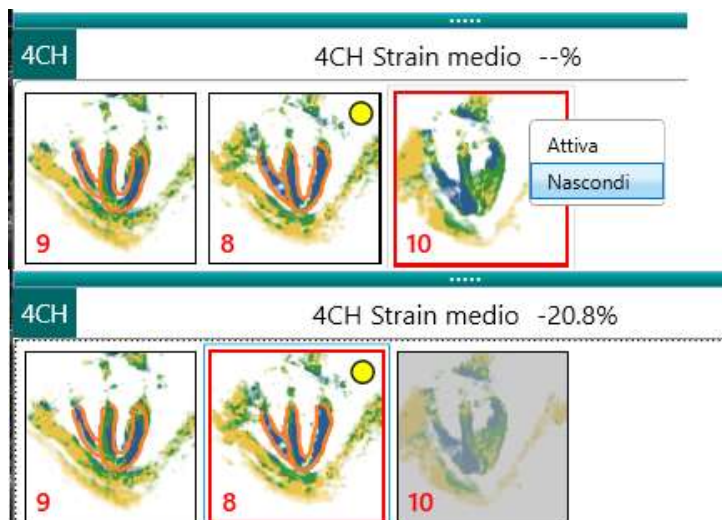 4CH 4CH Strain medio --%
Attiva
Nascondi
9 8 10
4CH 4CH Strain medio -20.8%
9 8 10